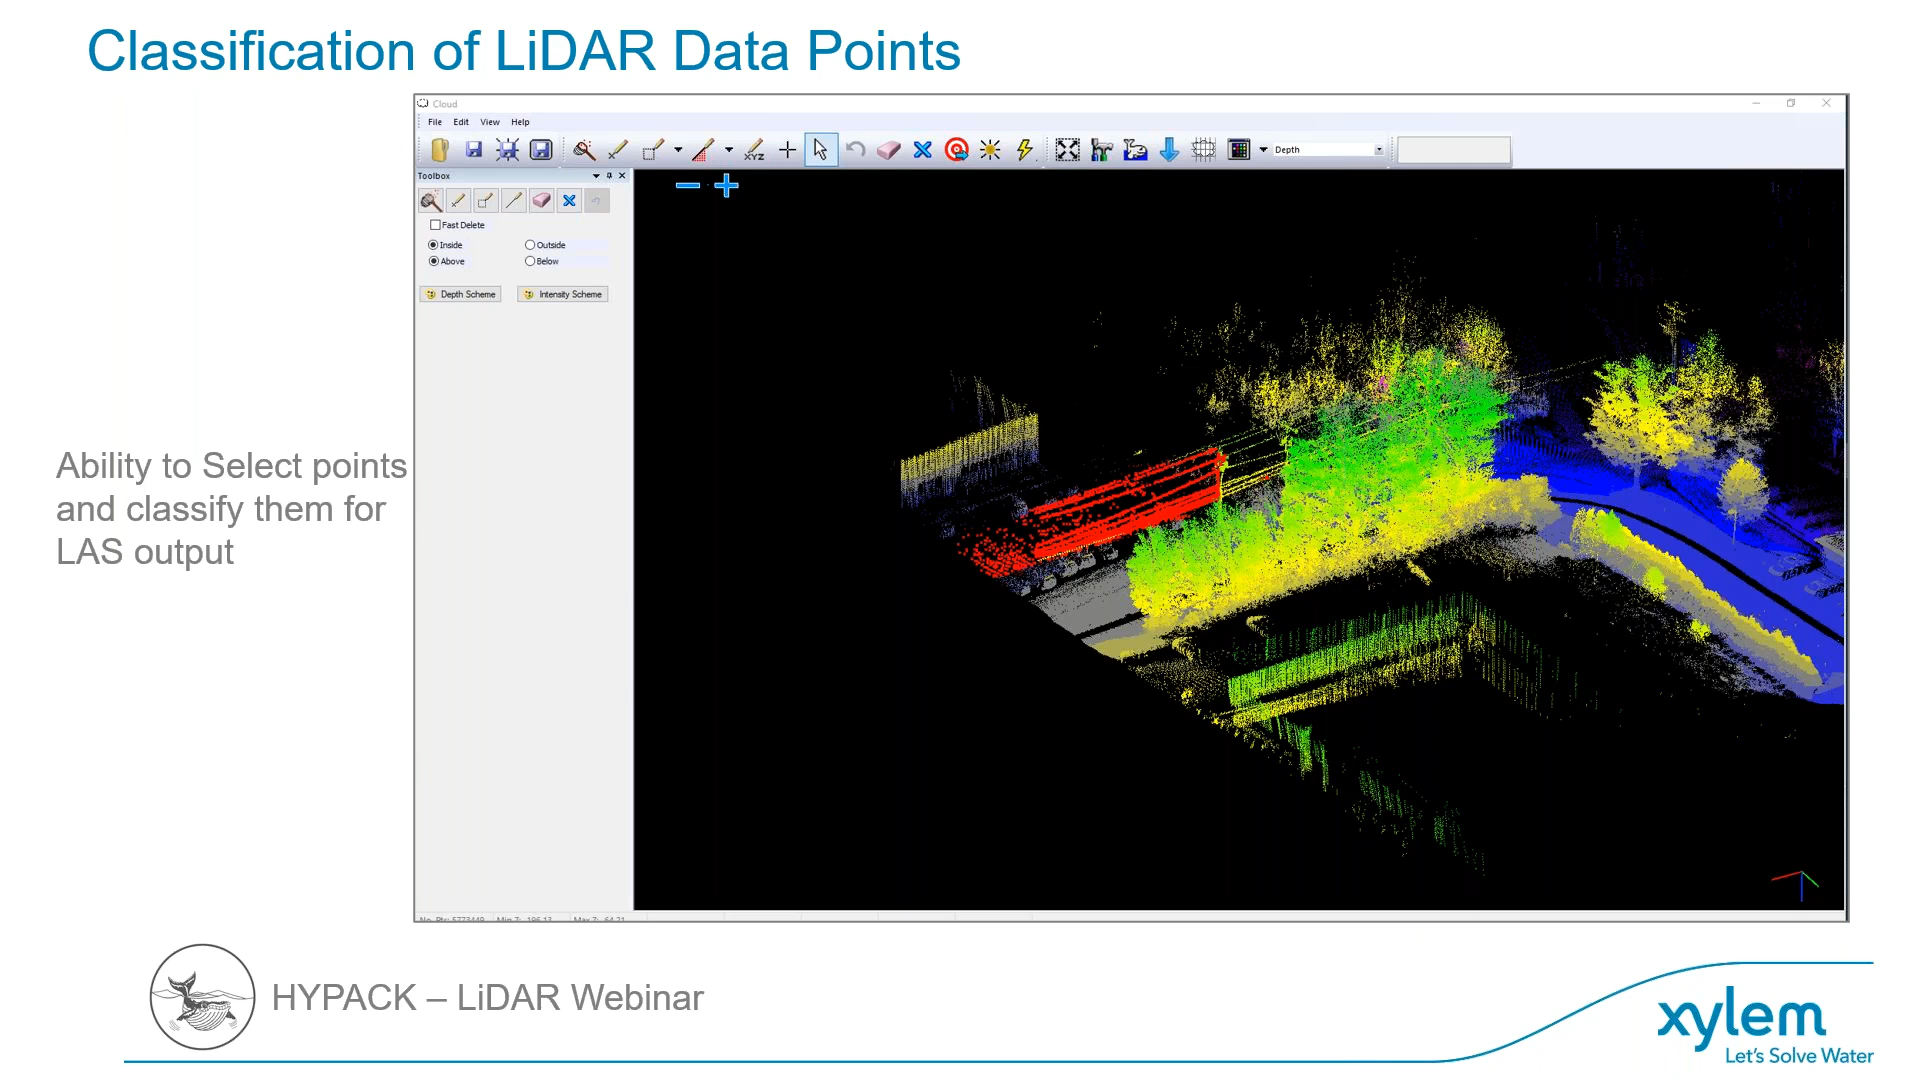 Classification of LiDAR Data Points
Cloud
File Edit View Help
XYZ
Depth
Toolbox
Fast Delete
Inside Outside
Above Below
Depth Scheme Intensity Scheme
Ability to Select points
and classify them for
LAS output
HYPACK – LiDAR Webinar
xylem
Let's Solve Water